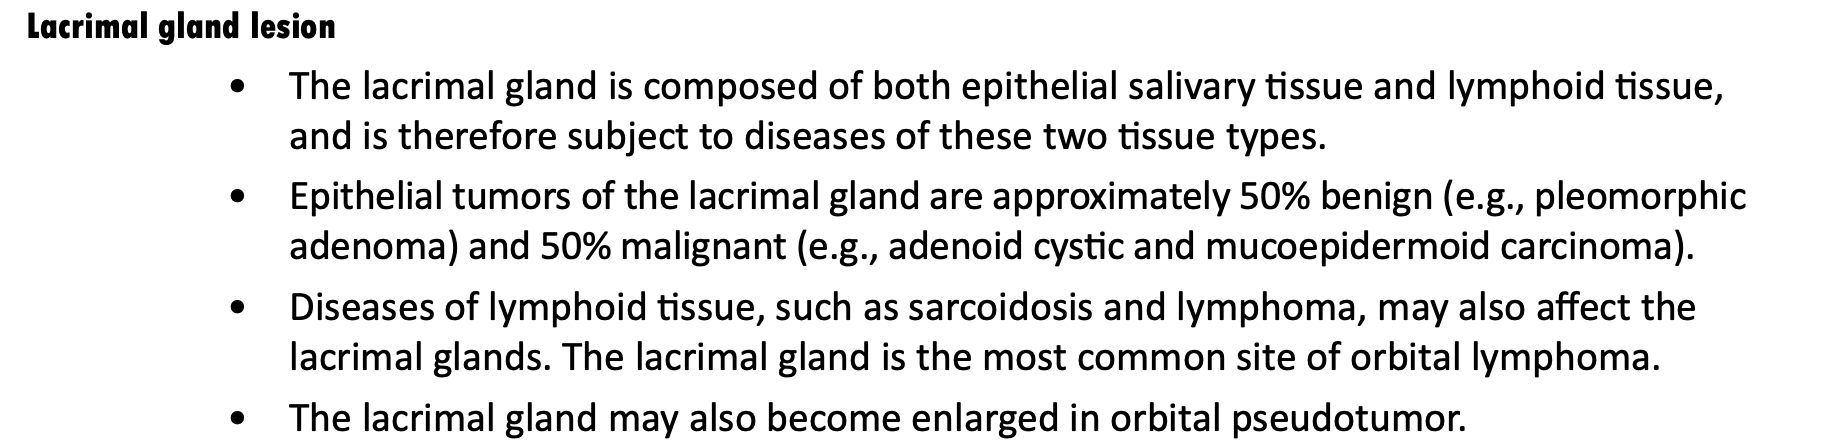 Lacrimal gland lesion
• The lacrimal gland is composed of both epithelial salivary tissue and lymphoid tissue,
and is therefore subject to diseases of these two tissue types.
• Epithelial tumors of the lacrimal gland are approximately 50% benign (e.g., pleomorphic
adenoma) and 50% malignant (e.g., adenoid cystic and mucoepidermoid carcinoma).
• Diseases of lymphoid tissue, such as sarcoidosis and lymphoma, may also affect the
lacrimal glands. The lacrimal gland is the most common site of orbital lymphoma.
• The lacrimal gland may also become enlarged in orbital pseudotumor.